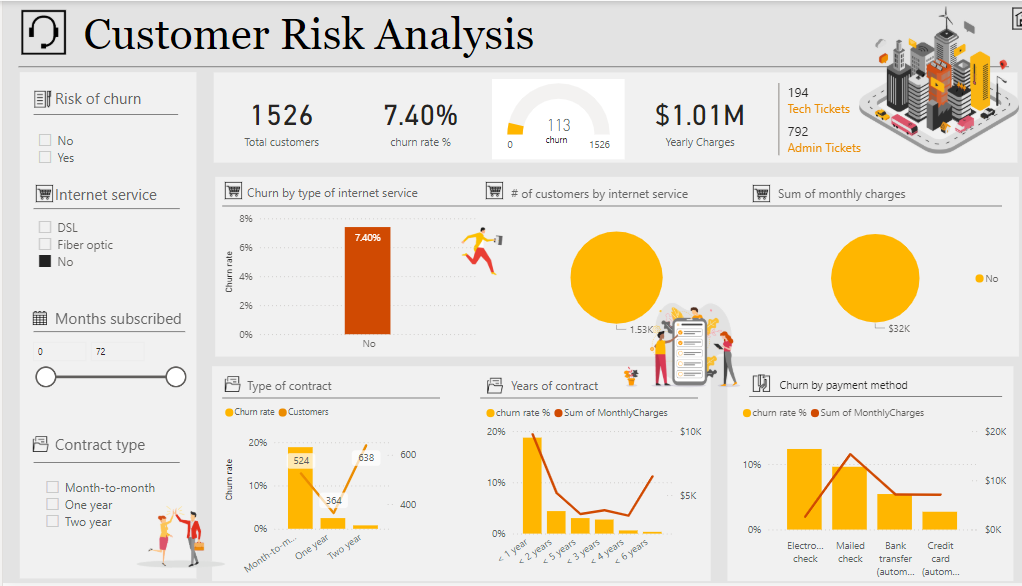 Customer Risk Analysis
Risk of churn
No
Yes
Internet service
DSL
Fiber optic
No
Months subscribed
0 72
Contract type
Month-to-month
One year
Two year
1526
Total customers
7.40%
churn rate %
113
churn
0 1526
$1.01M
Yearly Charges
194
Tech Tickets
792
Admin Tickets
Churn by type of internet service
Churn rate
8%
6%
4%
2%
0%
7.40%
No
# of customers by internet service
1.53K
Sum of monthly charges
$32K
No
Type of contract
Churn rate Customers
Churn rate
20%
10%
0%
524
364
638
600
400
Month-to-m...
One year
Two year
Years of contract
churn rate % Sum of MonthlyCharges
20%
10%
0%
$10K
$5K
< 1 year
< 2 years
< 5 years
< 3 years
< 4 years
< 6 years
Churn by payment method
churn rate % Sum of MonthlyCharges
10%
0%
$20K
$10K
$0K
Electro...
check
Mailed
check
Bank
transfer
(autom...
Credit
card
(autom...